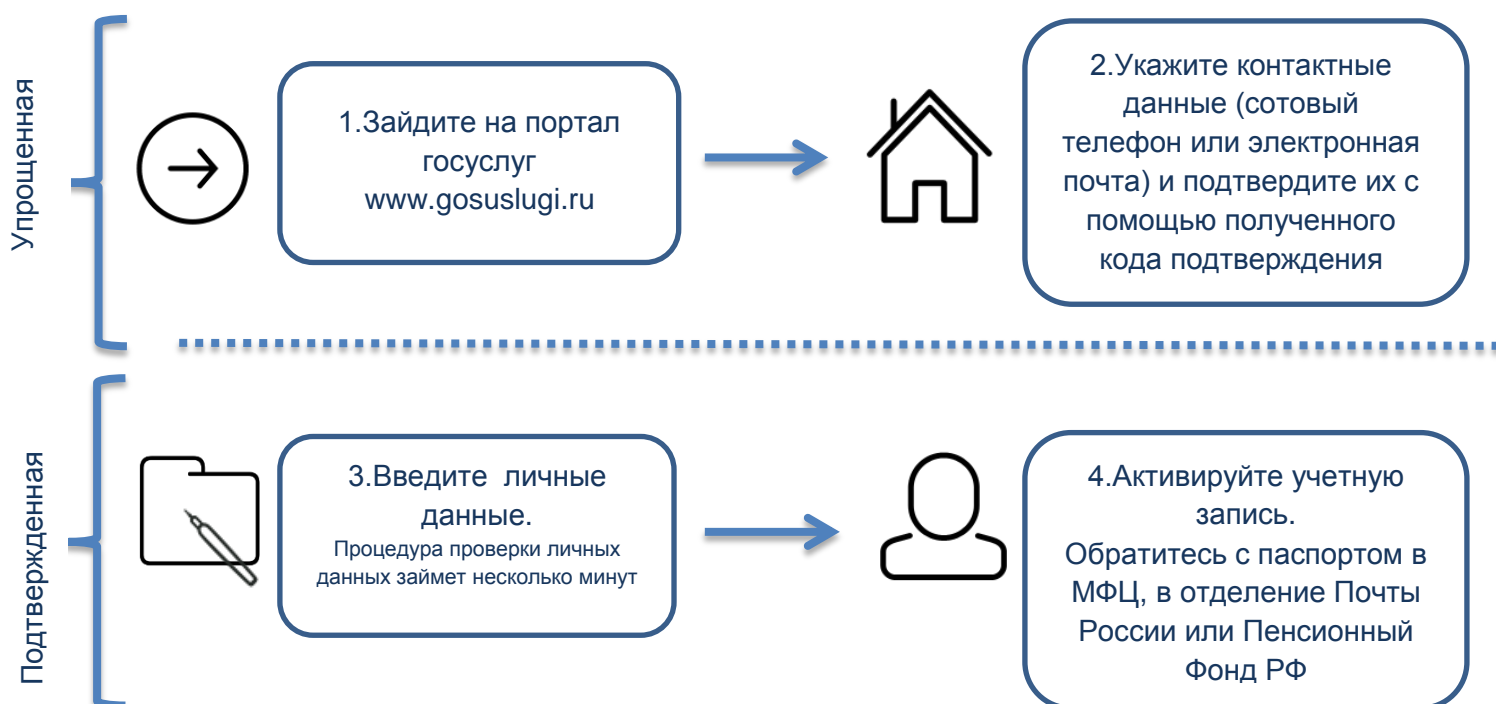 Упрощенная
1.Зайдите на портал
госуслуг
www.gosuslugi.ru
2.Укажите контактные
данные (сотовый
телефон или электронная
почта) и подтвердите их с
помощью полученного
кода подтверждения
Подтвержденная
3.Введите личные
данные.
Процедура проверки личных
данных займет несколько минут
4.Активируйте учетную
запись.
Обратитесь с паспортом в
МФЦ, в отделение Почты
России или Пенсионный
Фонд РФ